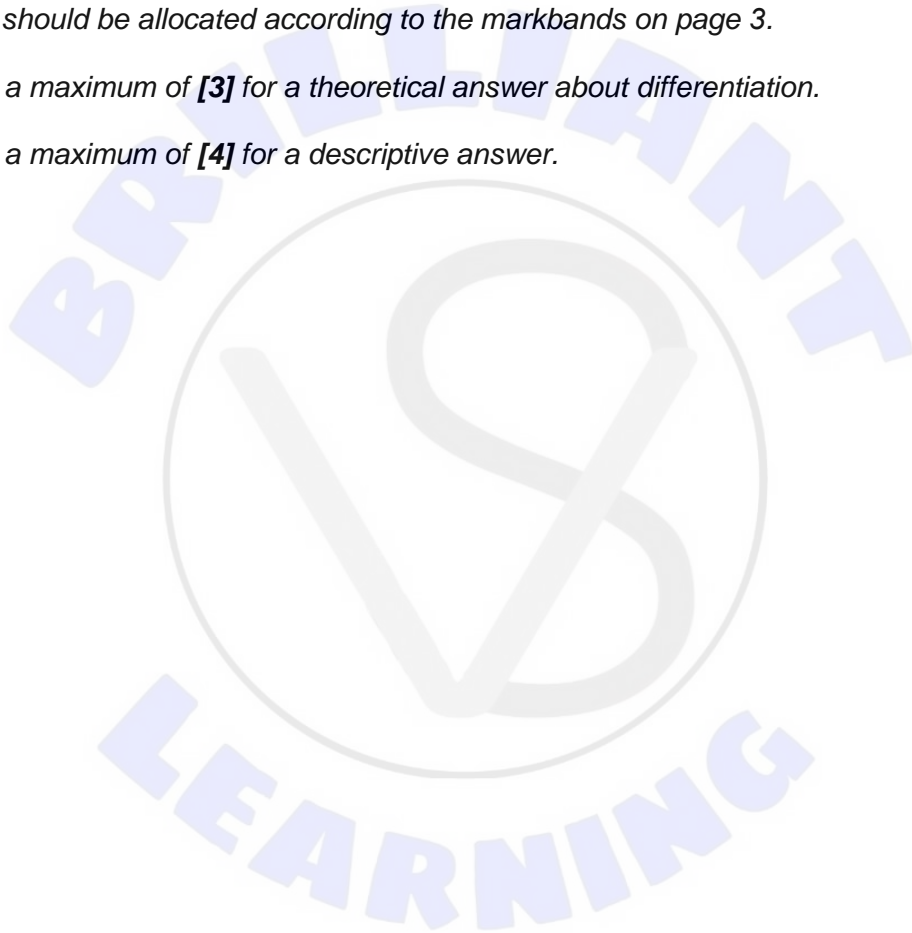 should be allocated according to the markbands on page 3.
a maximum of [3] for a theoretical answer about differentiation.
a maximum of [4] for a descriptive answer.
BRILLIANT
VS
LEARNING